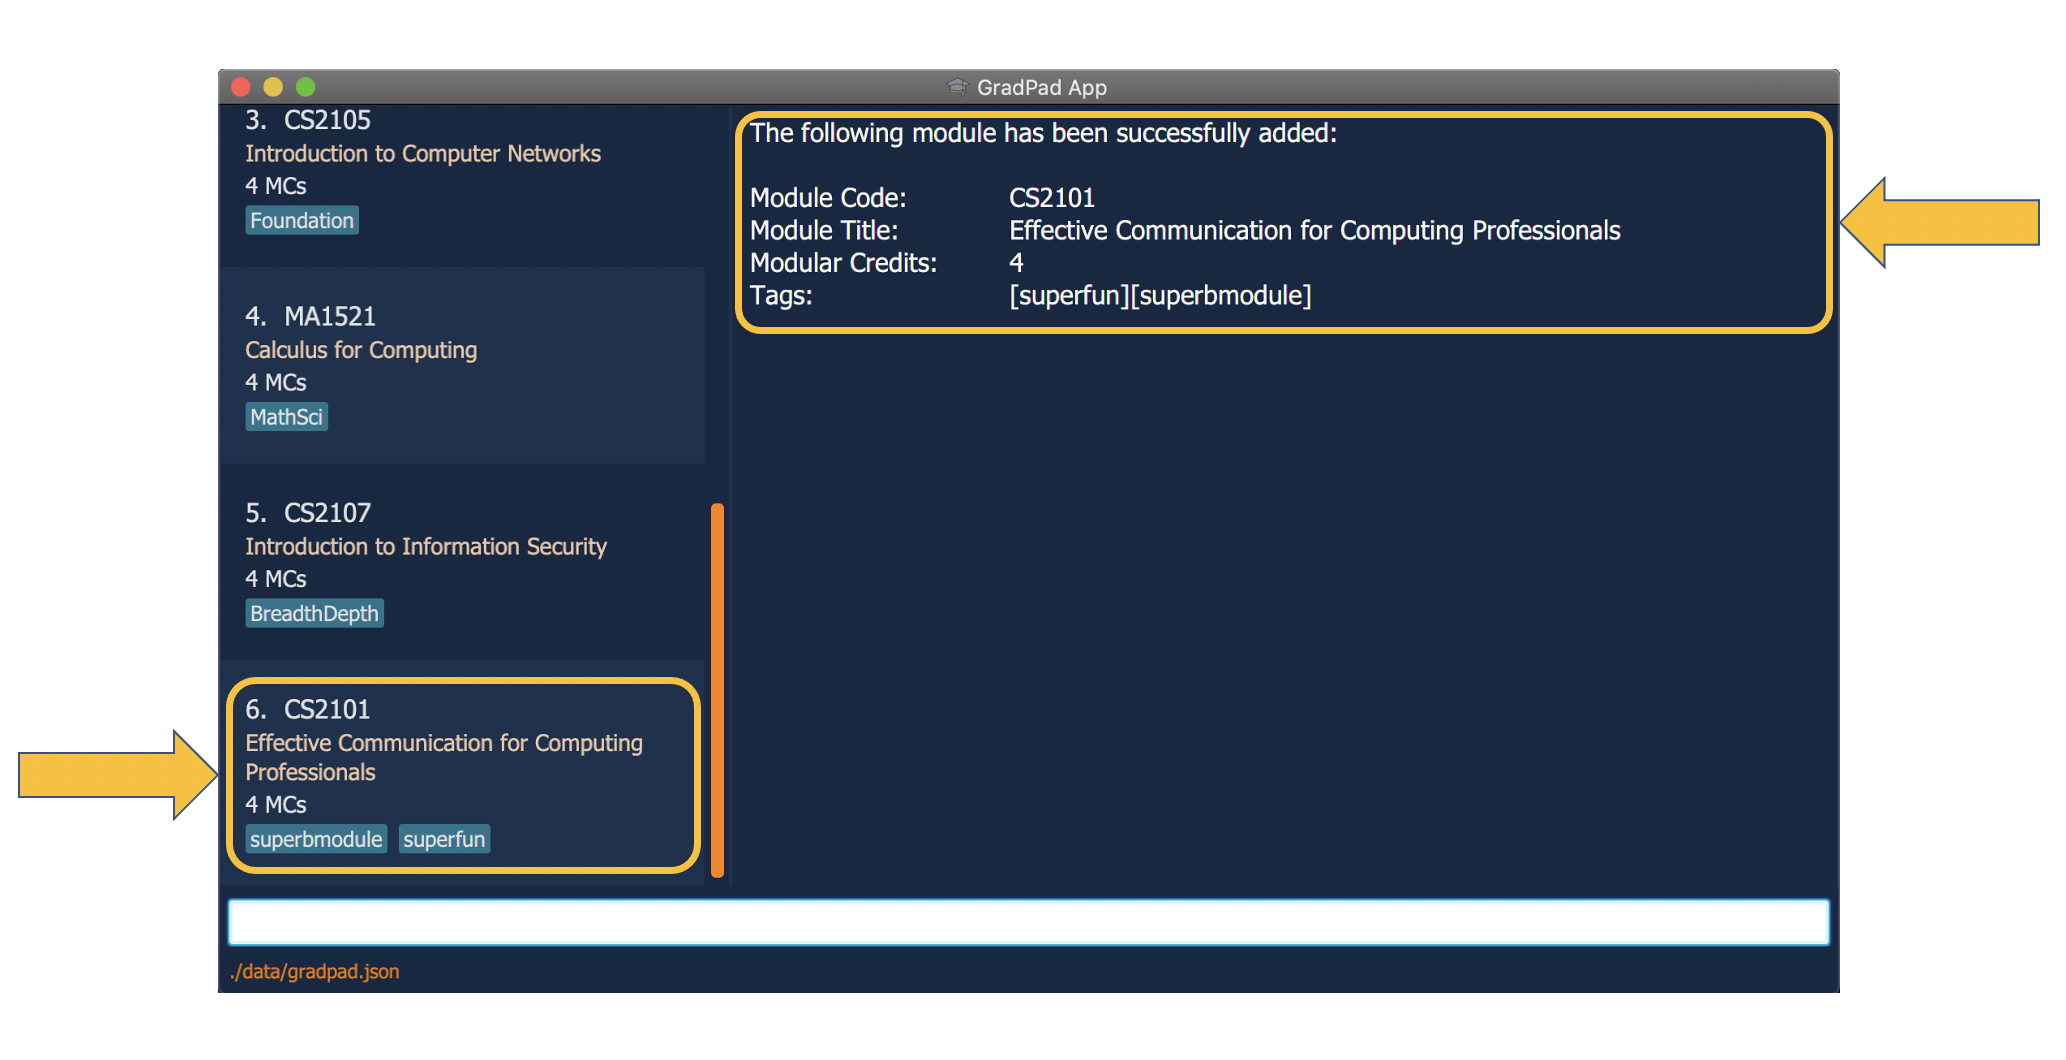 GradPad App
3. CS2105
Introduction to Computer Networks
4 MCs
Foundation
4. MA1521
Calculus for Computing
4 MCs
MathSci
5. CS2107
Introduction to Information Security
4 MCs
BreadthDepth
6. CS2101
Effective Communication for Computing
Professionals
4 MCs
superbmodule superfun
The following module has been successfully added:
Module Code: CS2101
Module Title: Effective Communication for Computing Professionals
Modular Credits: 4
Tags: [superfun][superbmodule]
./data/gradpad.json